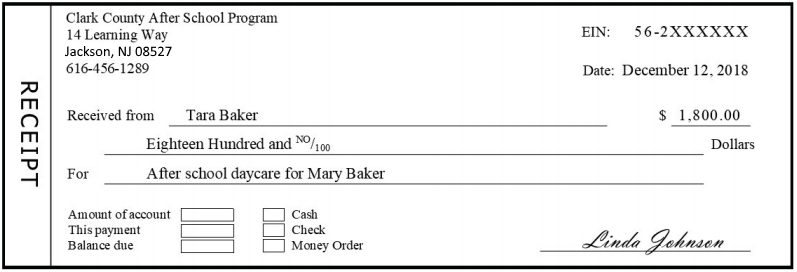 Clark County After School Program
14 Learning Way
Jackson, NJ 08527
616-456-1289
EIN: 56-2XXXXXX
Date: December 12, 2018
RECEIPT
Received from Tara Baker $ 1,800.00
Eighteen Hundred and NO/100 Dollars
For After school daycare for Mary Baker
Amount of account Cash
This payment Check
Balance due Money Order
Linda Johnson